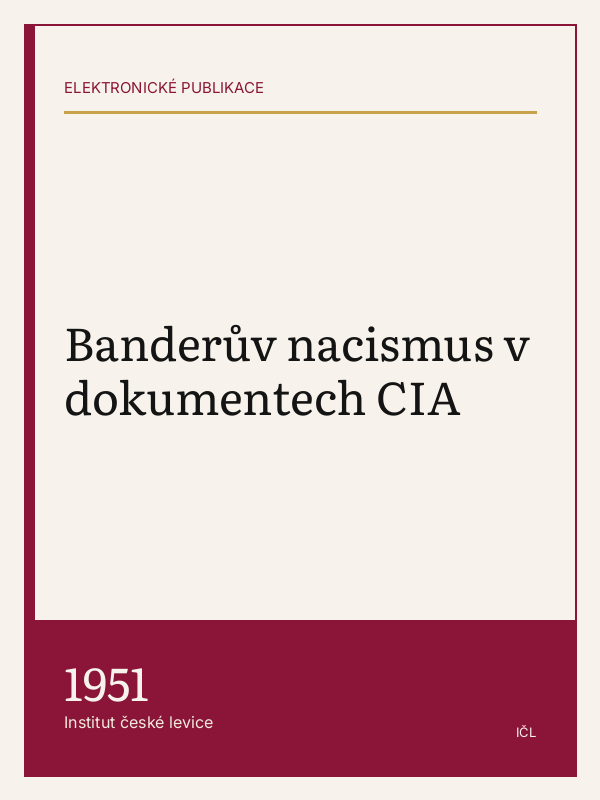 ELEKTRONICKÉ PUBLIKACE
Banderův nacismus v
dokumentech CIA
1951
Institut české levice
IČL